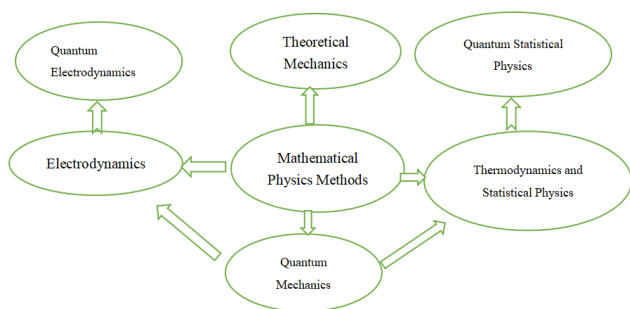 Quantum
Electrodynamics
Theoretical
Mechanics
Quantum Statistical
Physics
Electrodynamics
Mathematical
Physics Methods
Thermodynamics and
Statistical Physics
Quantum
Mechanics